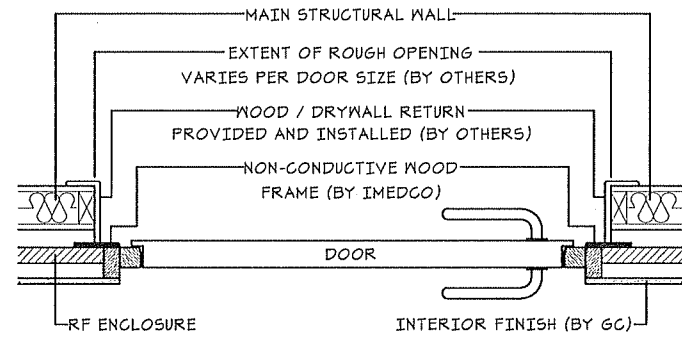 MAIN STRUCTURAL WALL
EXTENT OF ROUGH OPENING
VARIES PER DOOR SIZE (BY OTHERS)
WOOD / DRYWALL RETURN
PROVIDED AND INSTALLED (BY OTHERS)
NON-CONDUCTIVE WOOD
FRAME (BY IMEDCO)
DOOR
RF ENCLOSURE
INTERIOR FINISH (BY GC)